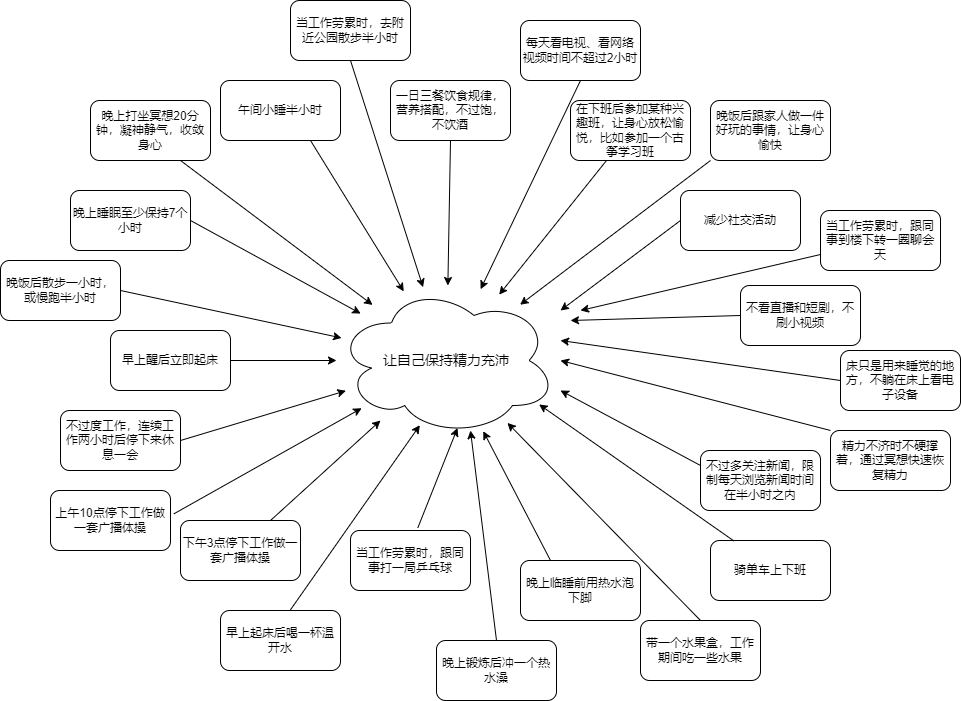 当工作劳累时，去附
近公园散步半小时
每天看电视、看网络
视频时间不超过2小时
午间小睡半小时
一日三餐饮食规律，
营养搭配，不过饱，
不饮酒
晚上打坐冥想20分
钟，凝神静气，收敛
身心
在下班后参加某种兴
趣班，让身心放松愉
悦，比如参加一个古
筝学习班
晚饭后跟家人做一件
好玩的事情，让身心
愉快
晚上睡眠至少保持7个
小时
减少社交活动
当工作劳累时，跟同
事到楼下转一圈聊会
天
晚饭后散步一小时，
或慢跑半小时
不看直播和短剧，不
刷小视频
早上醒后立即起床
让自己保持精力充沛
床只是用来睡觉的地
方，不躺在床上看电
子设备
不过度工作，连续工
作两小时后停下来休
息一会
精力不济时不硬撑
着，通过冥想快速恢
复精力
不过多关注新闻，限
制每天浏览新闻时间
在半小时之内
上午10点停下工作做
一套广播体操
下午3点停下工作做一
套广播体操
当工作劳累时，跟同
事打一局乒乓球
骑单车上下班
晚上临睡前用热水泡
下脚
早上起床后喝一杯温
开水
带一个水果盒，工作
期间吃一些水果
晚上锻炼后冲一个热
水澡